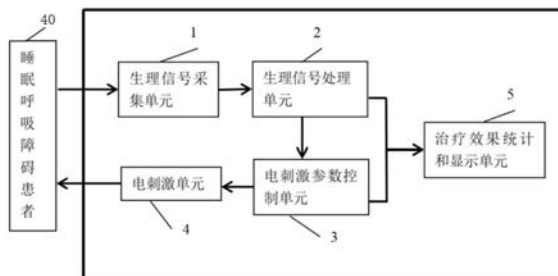 40
睡眠呼吸障碍患者
1
生理信号采
集单元
2
生理信号处理
单元
5
治疗效果统计
和显示单元
电刺激单元
4
电刺激参数控
制单元
3